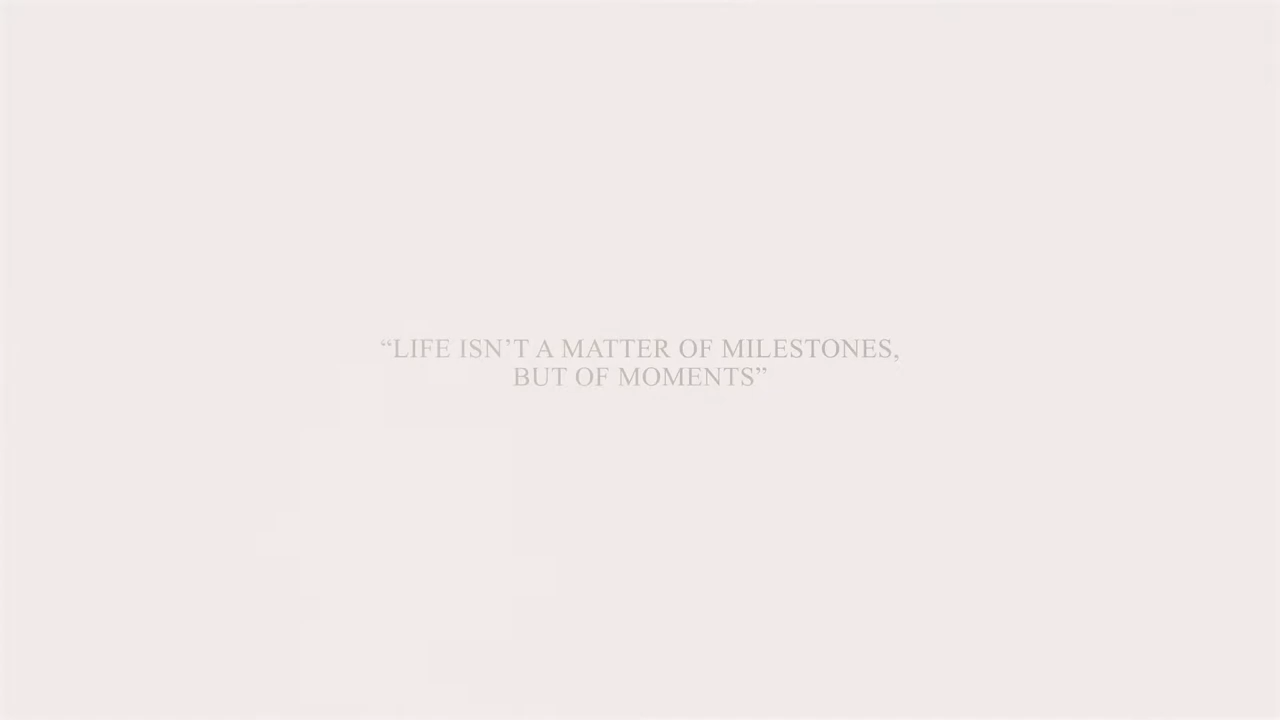 “LIFE ISN’T A MATTER OF MILESTONES,
BUT OF MOMENTS”